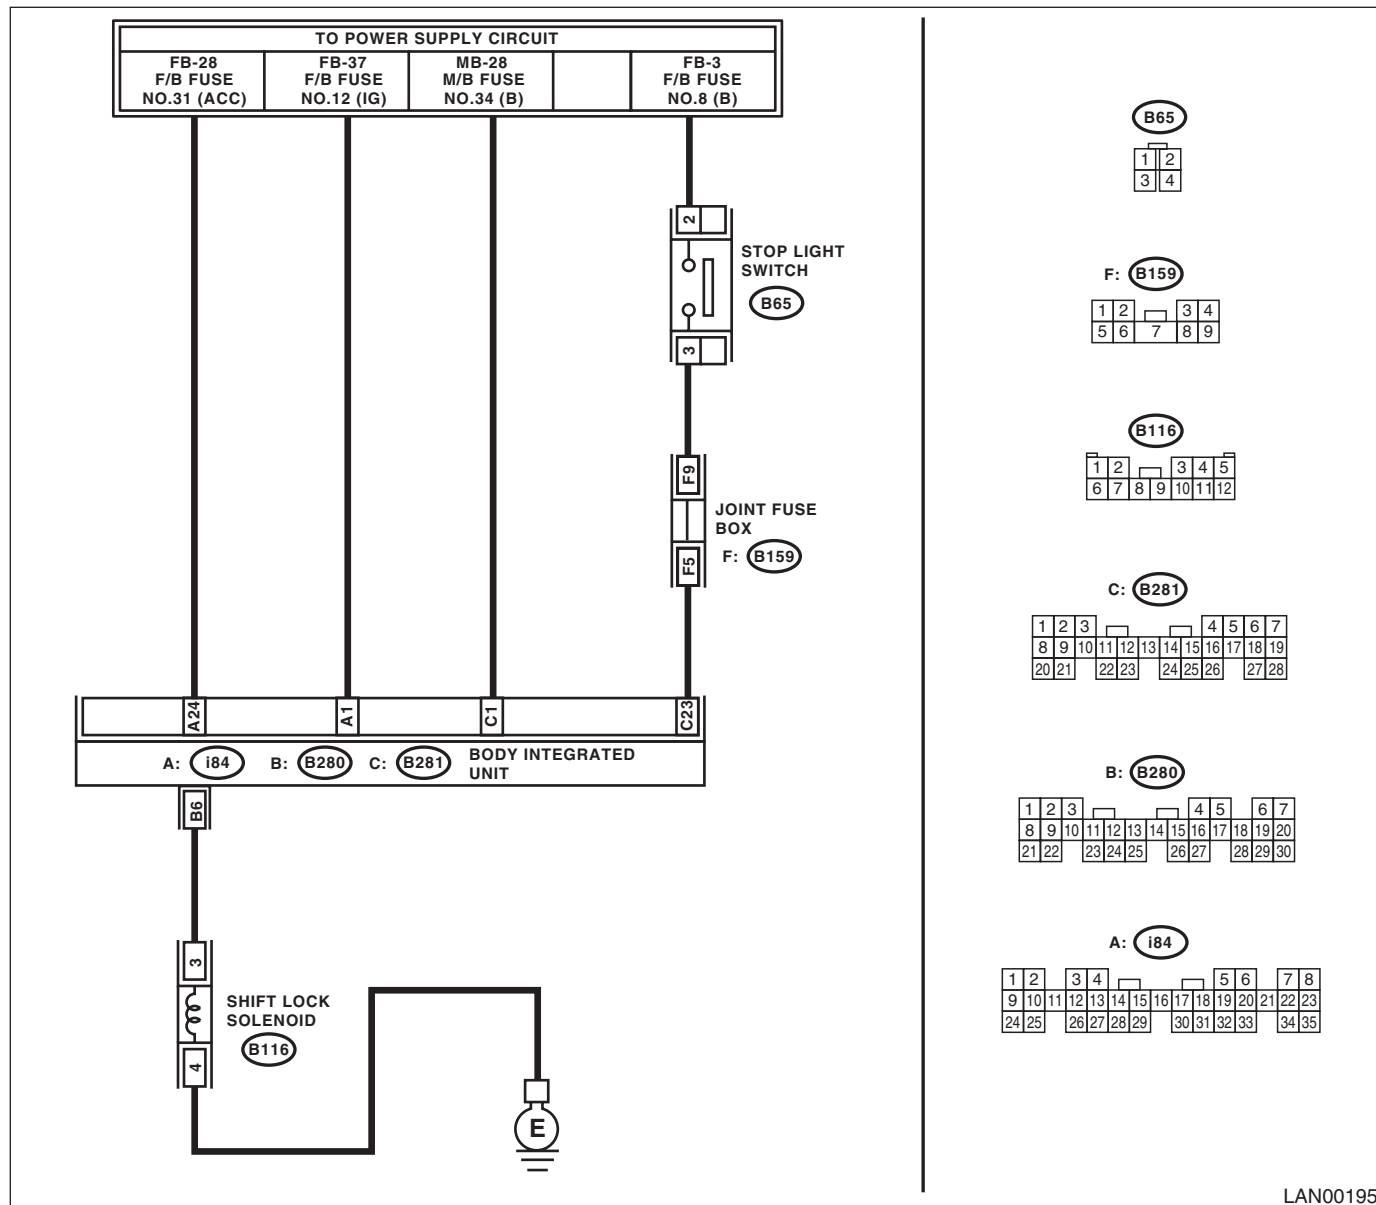 TO POWER SUPPLY CIRCUIT
FB-28
F/B FUSE
NO.31 (ACC)
FB-37
F/B FUSE
NO.12 (IG)
MB-28
M/B FUSE
NO.34 (B)
FB-3
F/B FUSE
NO.8 (B)
2
STOP LIGHT
SWITCH
B65
3
F9
JOINT FUSE
BOX
F: B159
F5
A24
A1
C1
C23
A: i84 B: B280 C: B281
BODY INTEGRATED
UNIT
B6
3
SHIFT LOCK
SOLENOID
B116
4
E
B65
1 2
3 4
F: B159
1 2 3 4
5 6 7 8 9
B116
1 2 3 4 5
6 7 8 9 10 11 12
C: B281
1 2 3 4 5 6 7
8 9 10 11 12 13 14 15 16 17 18 19
20 21 22 23 24 25 26 27 28
B: B280
1 2 3 4 5 6 7
8 9 10 11 12 13 14 15 16 17 18 19 20
21 22 23 24 25 26 27 28 29 30
A: i84
1 2 3 4 5 6 7 8
9 10 11 12 13 14 15 16 17 18 19 20 21 22 23
24 25 26 27 28 29 30 31 32 33 34 35
LAN00195